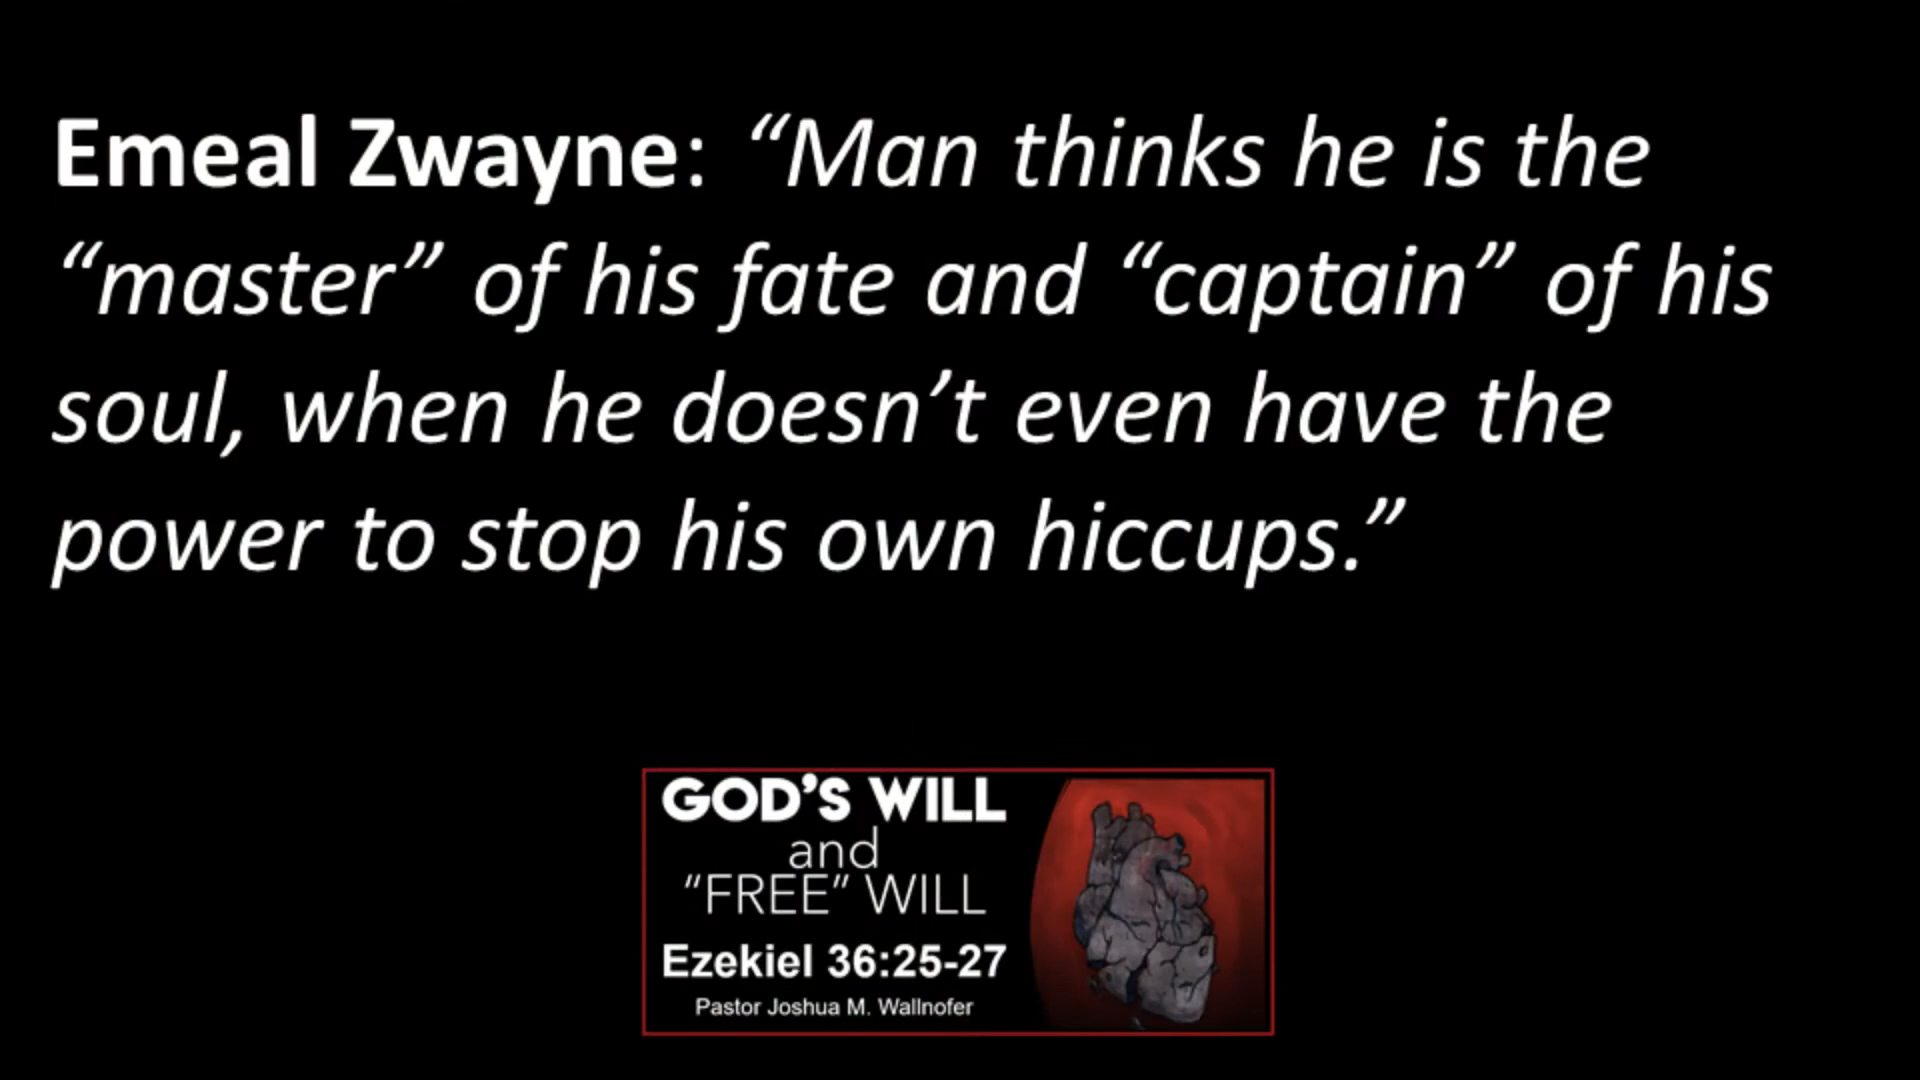 Emeal Zwayne: “Man thinks he is the
“master” of his fate and “captain” of his
soul, when he doesn’t even have the
power to stop his own hiccups.”
GOD’S WILL
and
“FREE” WILL
Ezekiel 36:25-27
Pastor Joshua M. Wallnofer